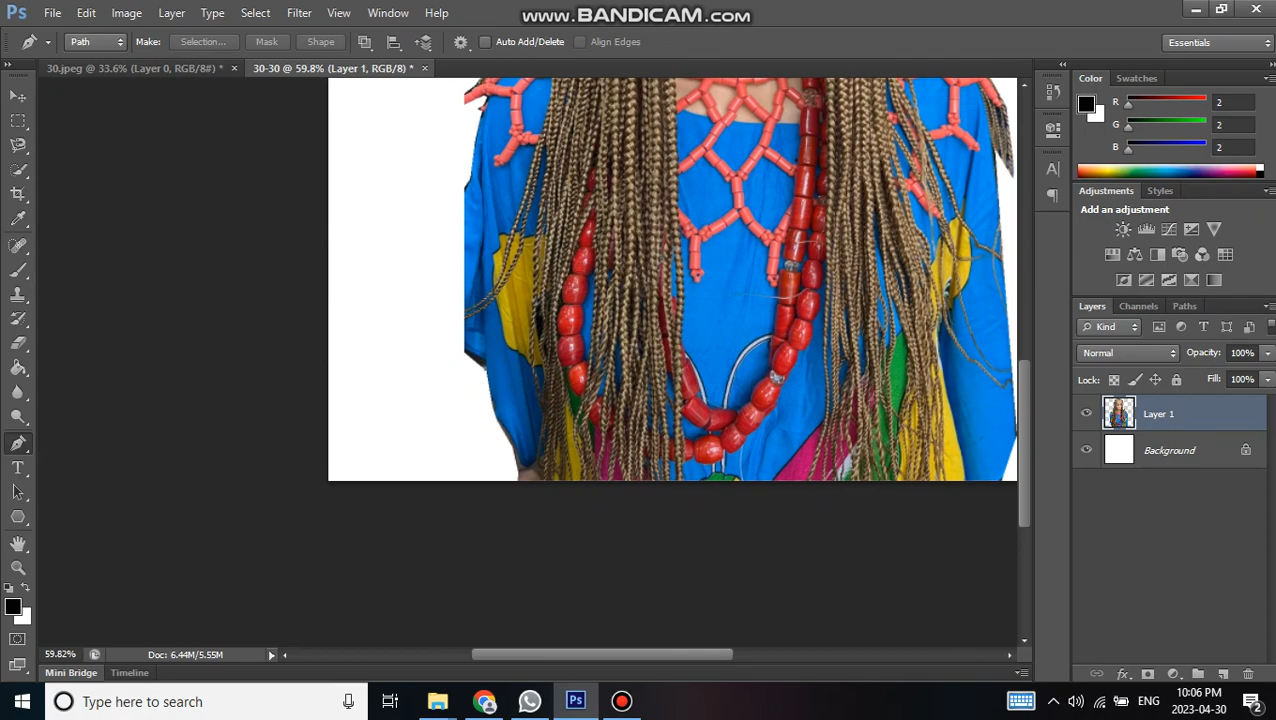 www.BANDICAM.com
Ps File Edit Image Layer Type Select Filter View Window Help
Path Make: Selection... Mask Shape Auto Add/Delete Align Edges Essentials
30.jpeg @ 33.6% (Layer 0, RGB/8#) * × 30-30 @ 59.8% (Layer 1, RGB/8) * ×
Color Swatches
R 2
G 2
B 2
Adjustments Styles
Add an adjustment
Layers Channels Paths
Kind
Normal Opacity: 100%
Lock: Fill: 100%
Layer 1
Background
59.82% Doc: 6.44M/5.55M
Mini Bridge Timeline
Type here to search Ps ENG 10:06 PM
2023-04-30 2